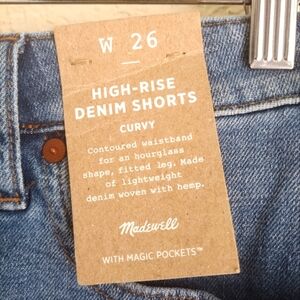 W 26
HIGH-RISE
DENIM SHORTS
CURVY
Contoured waistband
for an hourglass
shape, fitted leg. Made
of lightweight
denim woven with hemp.
Madewell
WITH MAGIC POCKETS™